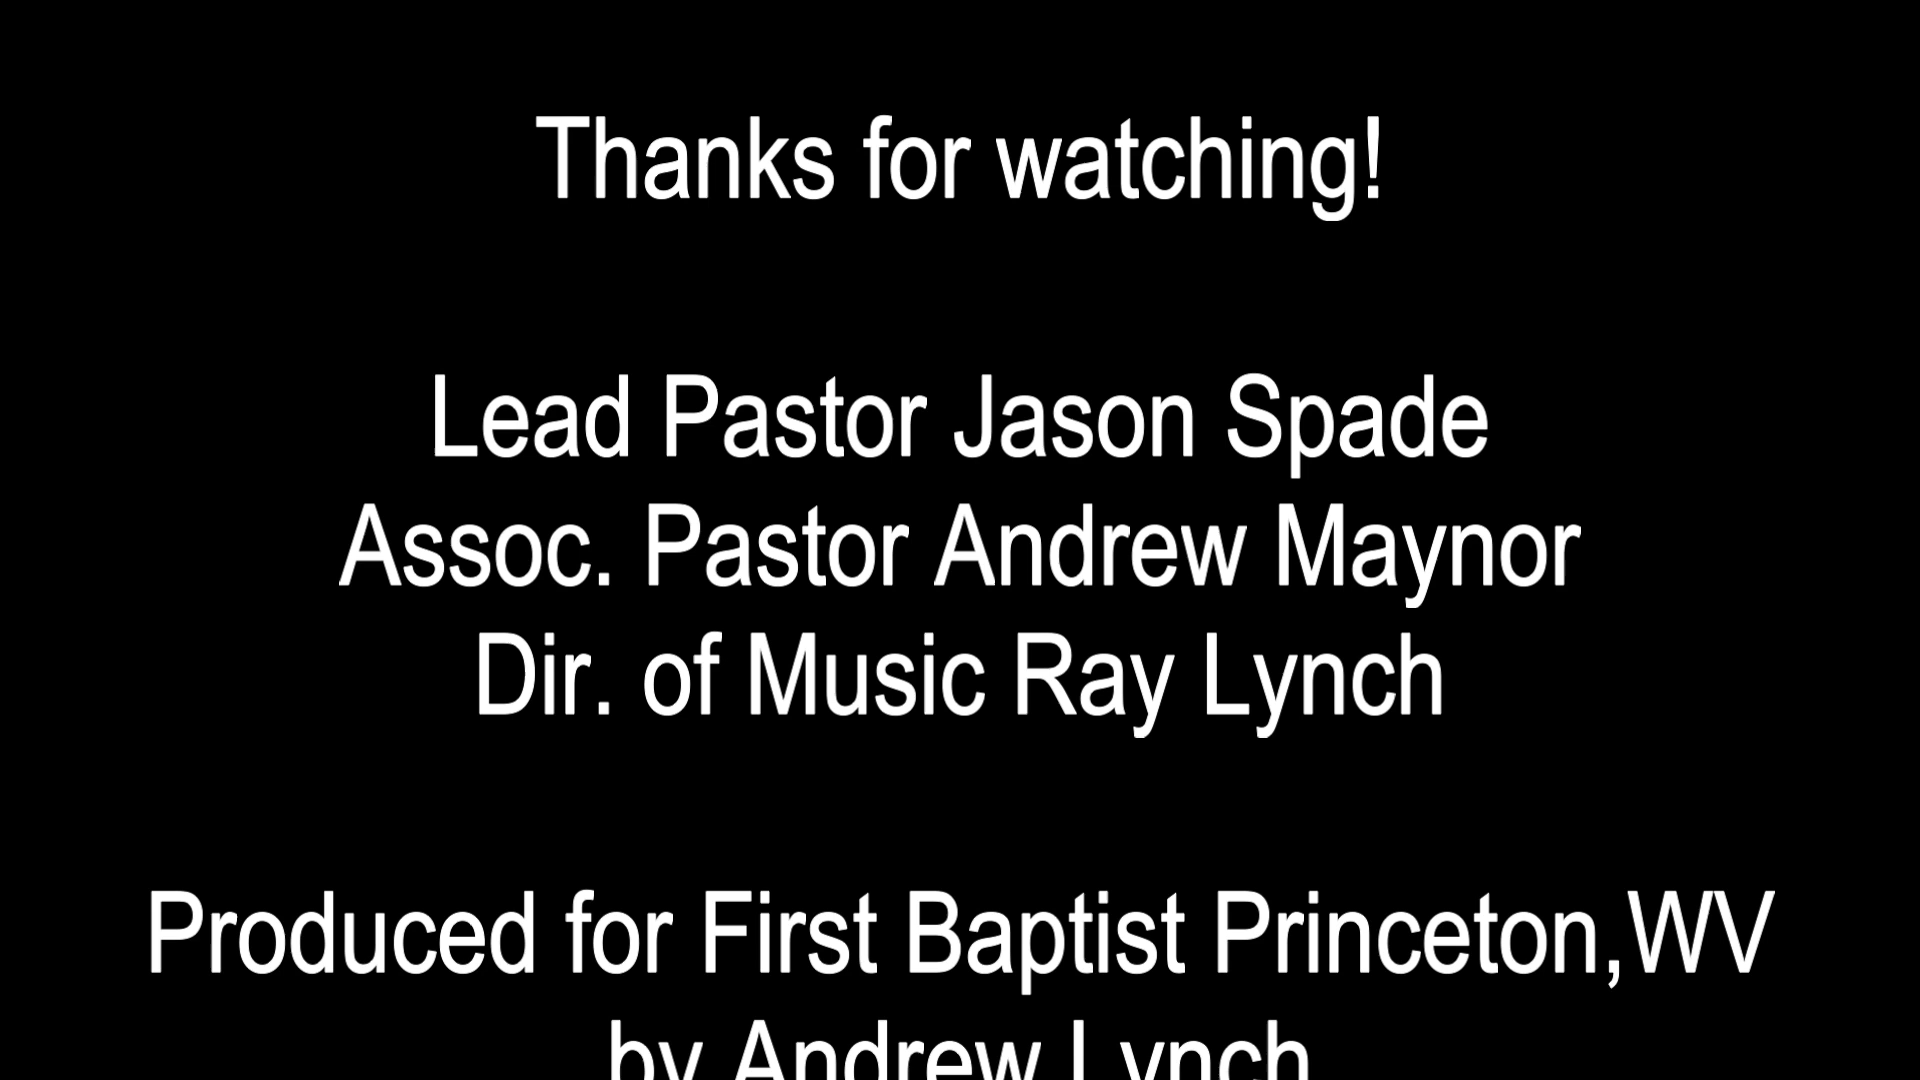 Thanks for watching!
Lead Pastor Jason Spade
Assoc. Pastor Andrew Maynor
Dir. of Music Ray Lynch
Produced for First Baptist Princeton,WV
by Andrew Lynch